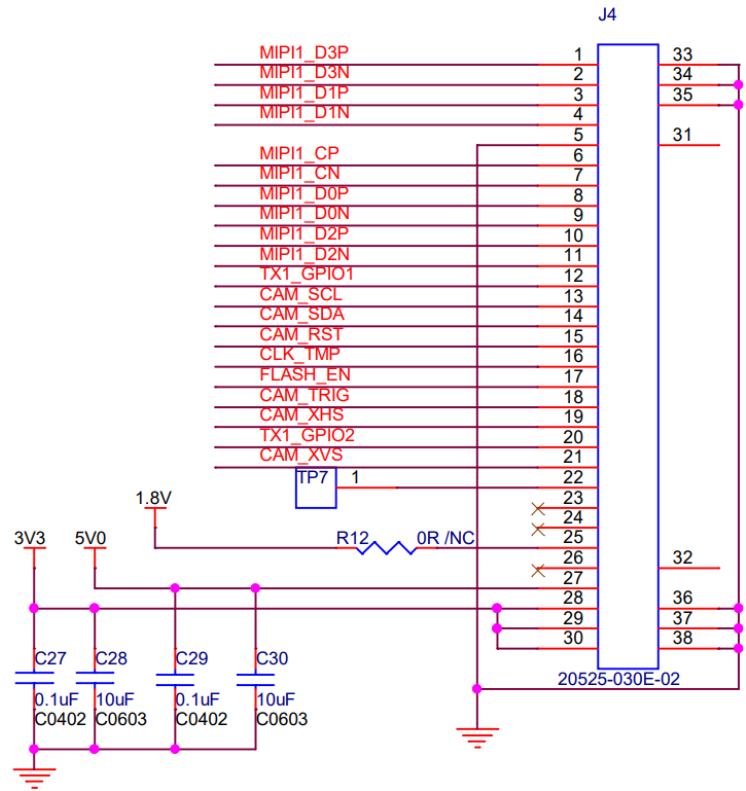 J4
MIPI1_D3P 1 33
MIPI1_D3N 2 34
MIPI1_D1P 3 35
MIPI1_D1N 4
5 31
MIPI1_CP 6
MIPI1_CN 7
MIPI1_D0P 8
MIPI1_D0N 9
MIPI1_D2P 10
MIPI1_D2N 11
TX1_GPIO1 12
CAM_SCL 13
CAM_SDA 14
CAM_RST 15
CLK_TMP 16
FLASH_EN 17
CAM_TRIG 18
CAM_XHS 19
TX1_GPIO2 20
CAM_XVS 21
TP7 1 22
23
1.8V
24
3V3 5V0 R12 0R /NC 25
26 32
27
28 36
29 37
30 38
C27 C28 C29 C30
20525-030E-02
0.1uF 10uF 0.1uF 10uF
C0402 C0603 C0402 C0603